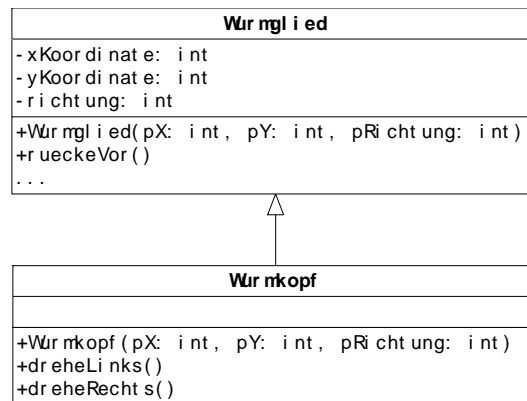 Wurmglied
-xKoordinate: int
-yKoordinate: int
-richtung: int
+Wurmglied(pX: int, pY: int, pRichtung: int)
+rueckeVor()
...
Wurmkopf
+Wurmkopf(pX: int, pY: int, pRichtung: int)
+dreheLinks()
+dreheRechts()